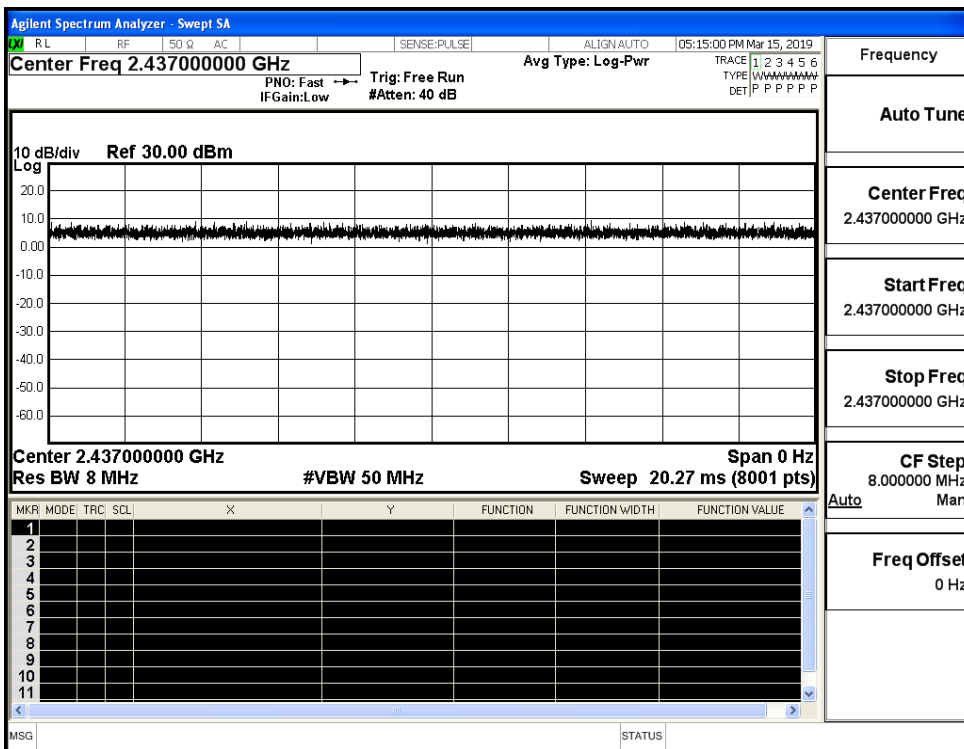 Agilent Spectrum Analyzer - Swept SA
LXI RL RF 50 Ω AC SENSE:PULSE ALIGN AUTO 05:15:00 PM Mar 15, 2019
Center Freq 2.437000000 GHz
PNO: Fast
IFGain:Low
Trig: Free Run
#Atten: 40 dB
Avg Type: Log-Pwr
TRACE 1 2 3 4 5 6
TYPE WWWWWW
DET P P P P P P
10 dB/div Ref 30.00 dBm
Log
20.0
10.0
0.00
-10.0
-20.0
-30.0
-40.0
-50.0
-60.0
Center 2.437000000 GHz Span 0 Hz
Res BW 8 MHz #VBW 50 MHz Sweep 20.27 ms (8001 pts)
MKR MODE TRC SCL X Y FUNCTION FUNCTION WIDTH FUNCTION VALUE
1
2
3
4
5
6
7
8
9
10
11
MSG STATUS
Frequency
Auto Tune
Center Freq
2.437000000 GHz
Start Freq
2.437000000 GHz
Stop Freq
2.437000000 GHz
CF Step
8.000000 MHz
Auto Man
Freq Offset
0 Hz